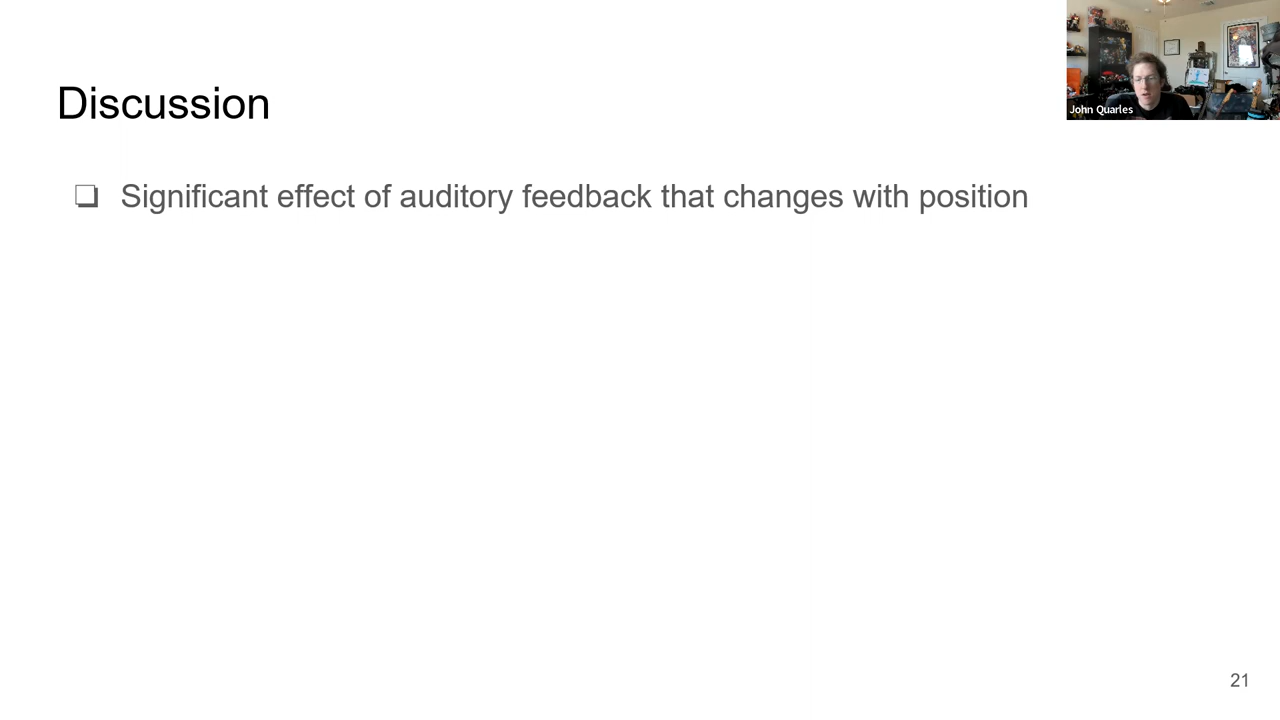 John Quarles
Discussion
❏ Significant effect of auditory feedback that changes with position
21